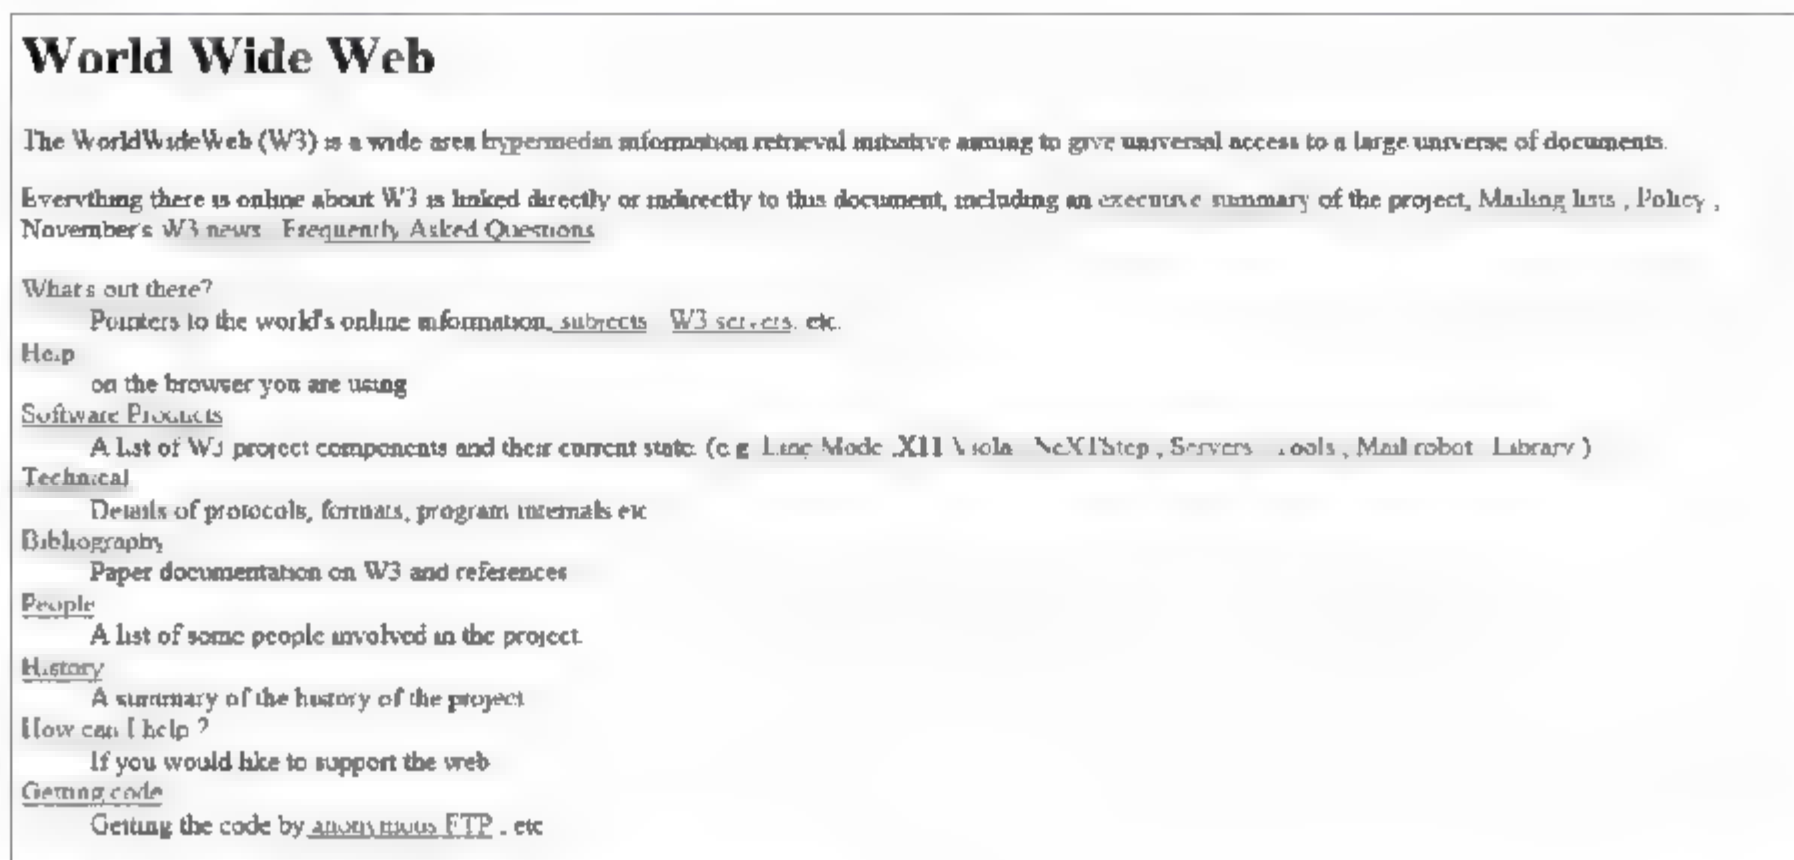 World Wide Web
The WorldWideWeb (W3) is a wide area hypermedia information retrieval initiative aiming to give universal access to a large universe of documents.
Everything there is online about W3 is linked directly or indirectly to this document, including an executive summary of the project, Mailing lists , Policy ,
November's W3 news Frequently Asked Questions
What's out there?
Pointers to the world's online information, subjects W3 servers. etc.
Help
on the browser you are using
Software Products
A list of W3 project components and their current state. (e.g. Line Mode ,X11 Viola NeXTStep , Servers Tools , Mail robot Library )
Technical
Details of protocols, formats, program internals etc
Bibliography
Paper documentation on W3 and references
People
A list of some people involved in the project.
History
A summary of the history of the project
How can I help ?
If you would like to support the web
Getting code
Getting the code by anonymous FTP , etc